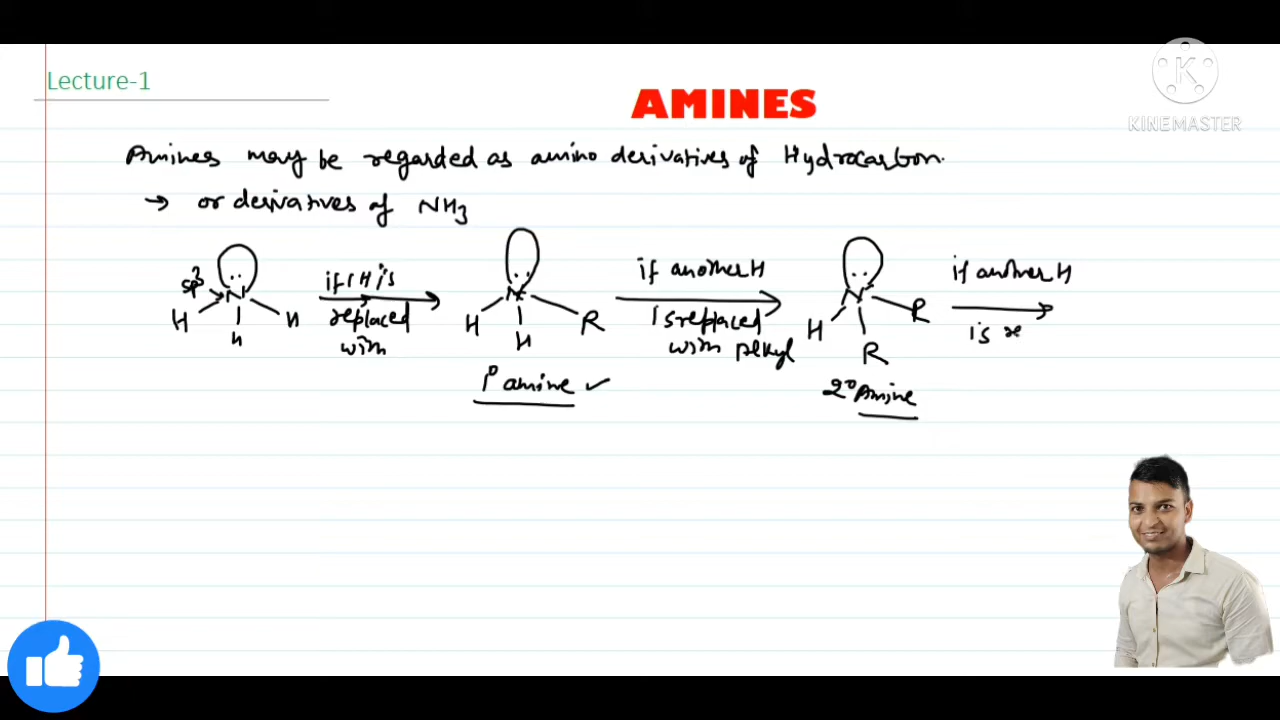 Lecture-1
AMINES
KINEMASTER
Amines may be regarded as amino derivatives of Hydrocarbon.
→ or derivatives of NH3
sp3
N
H
H
H
if 1 H is
replaced
with
N
H
H
R
1° amine ✓
if another H
is replaced
with Alkyl
N
H
R
R
2° Amine
if another H
is